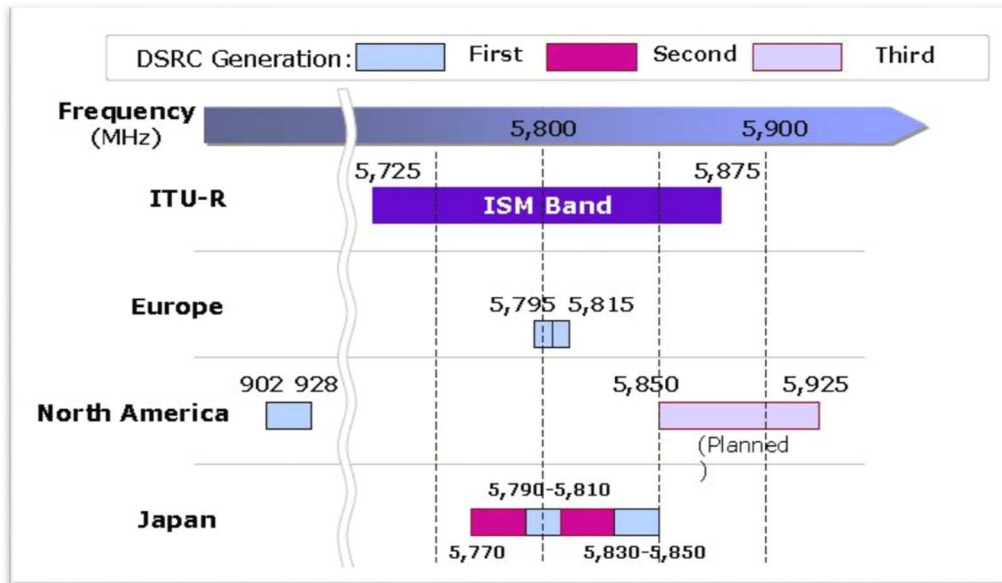 DSRC Generation: First Second Third
Frequency
(MHz)
5,800 5,900
5,725 5,875
ITU-R
ISM Band
Europe
5,795 5,815
902 928
5,850 5,925
North America
(Planned
)
5,790-5,810
Japan
5,770 5,830-5,850